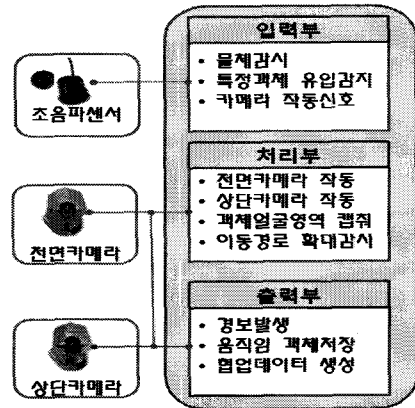 입력부
• 물체감시
• 특정객체 유입감지
• 카메라 작동신호
초음파센서
처리부
• 전면카메라 작동
• 상단카메라 작동
• 객체얼굴영역 캡춰
• 이동경로 확대감시
전면카메라
출력부
• 경보발생
• 움직임 객체저장
• 협업데이터 생성
상단카메라